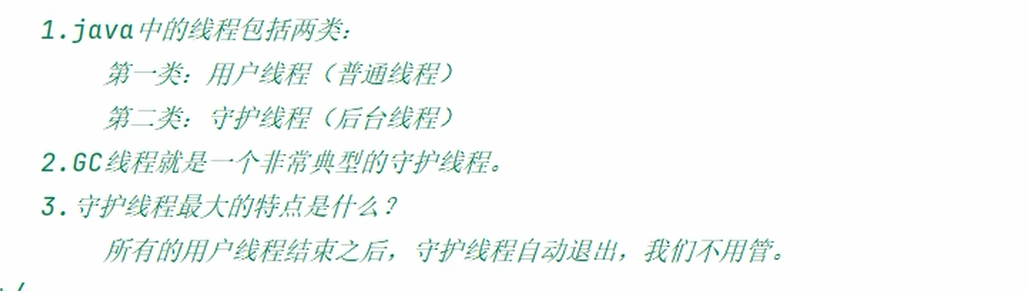 1.java中的线程包括两类：
第一类：用户线程（普通线程）
第二类：守护线程（后台线程）
2.GC线程就是一个非常典型的守护线程。
3.守护线程最大的特点是什么？
所有的用户线程结束之后，守护线程自动退出，我们不用管。